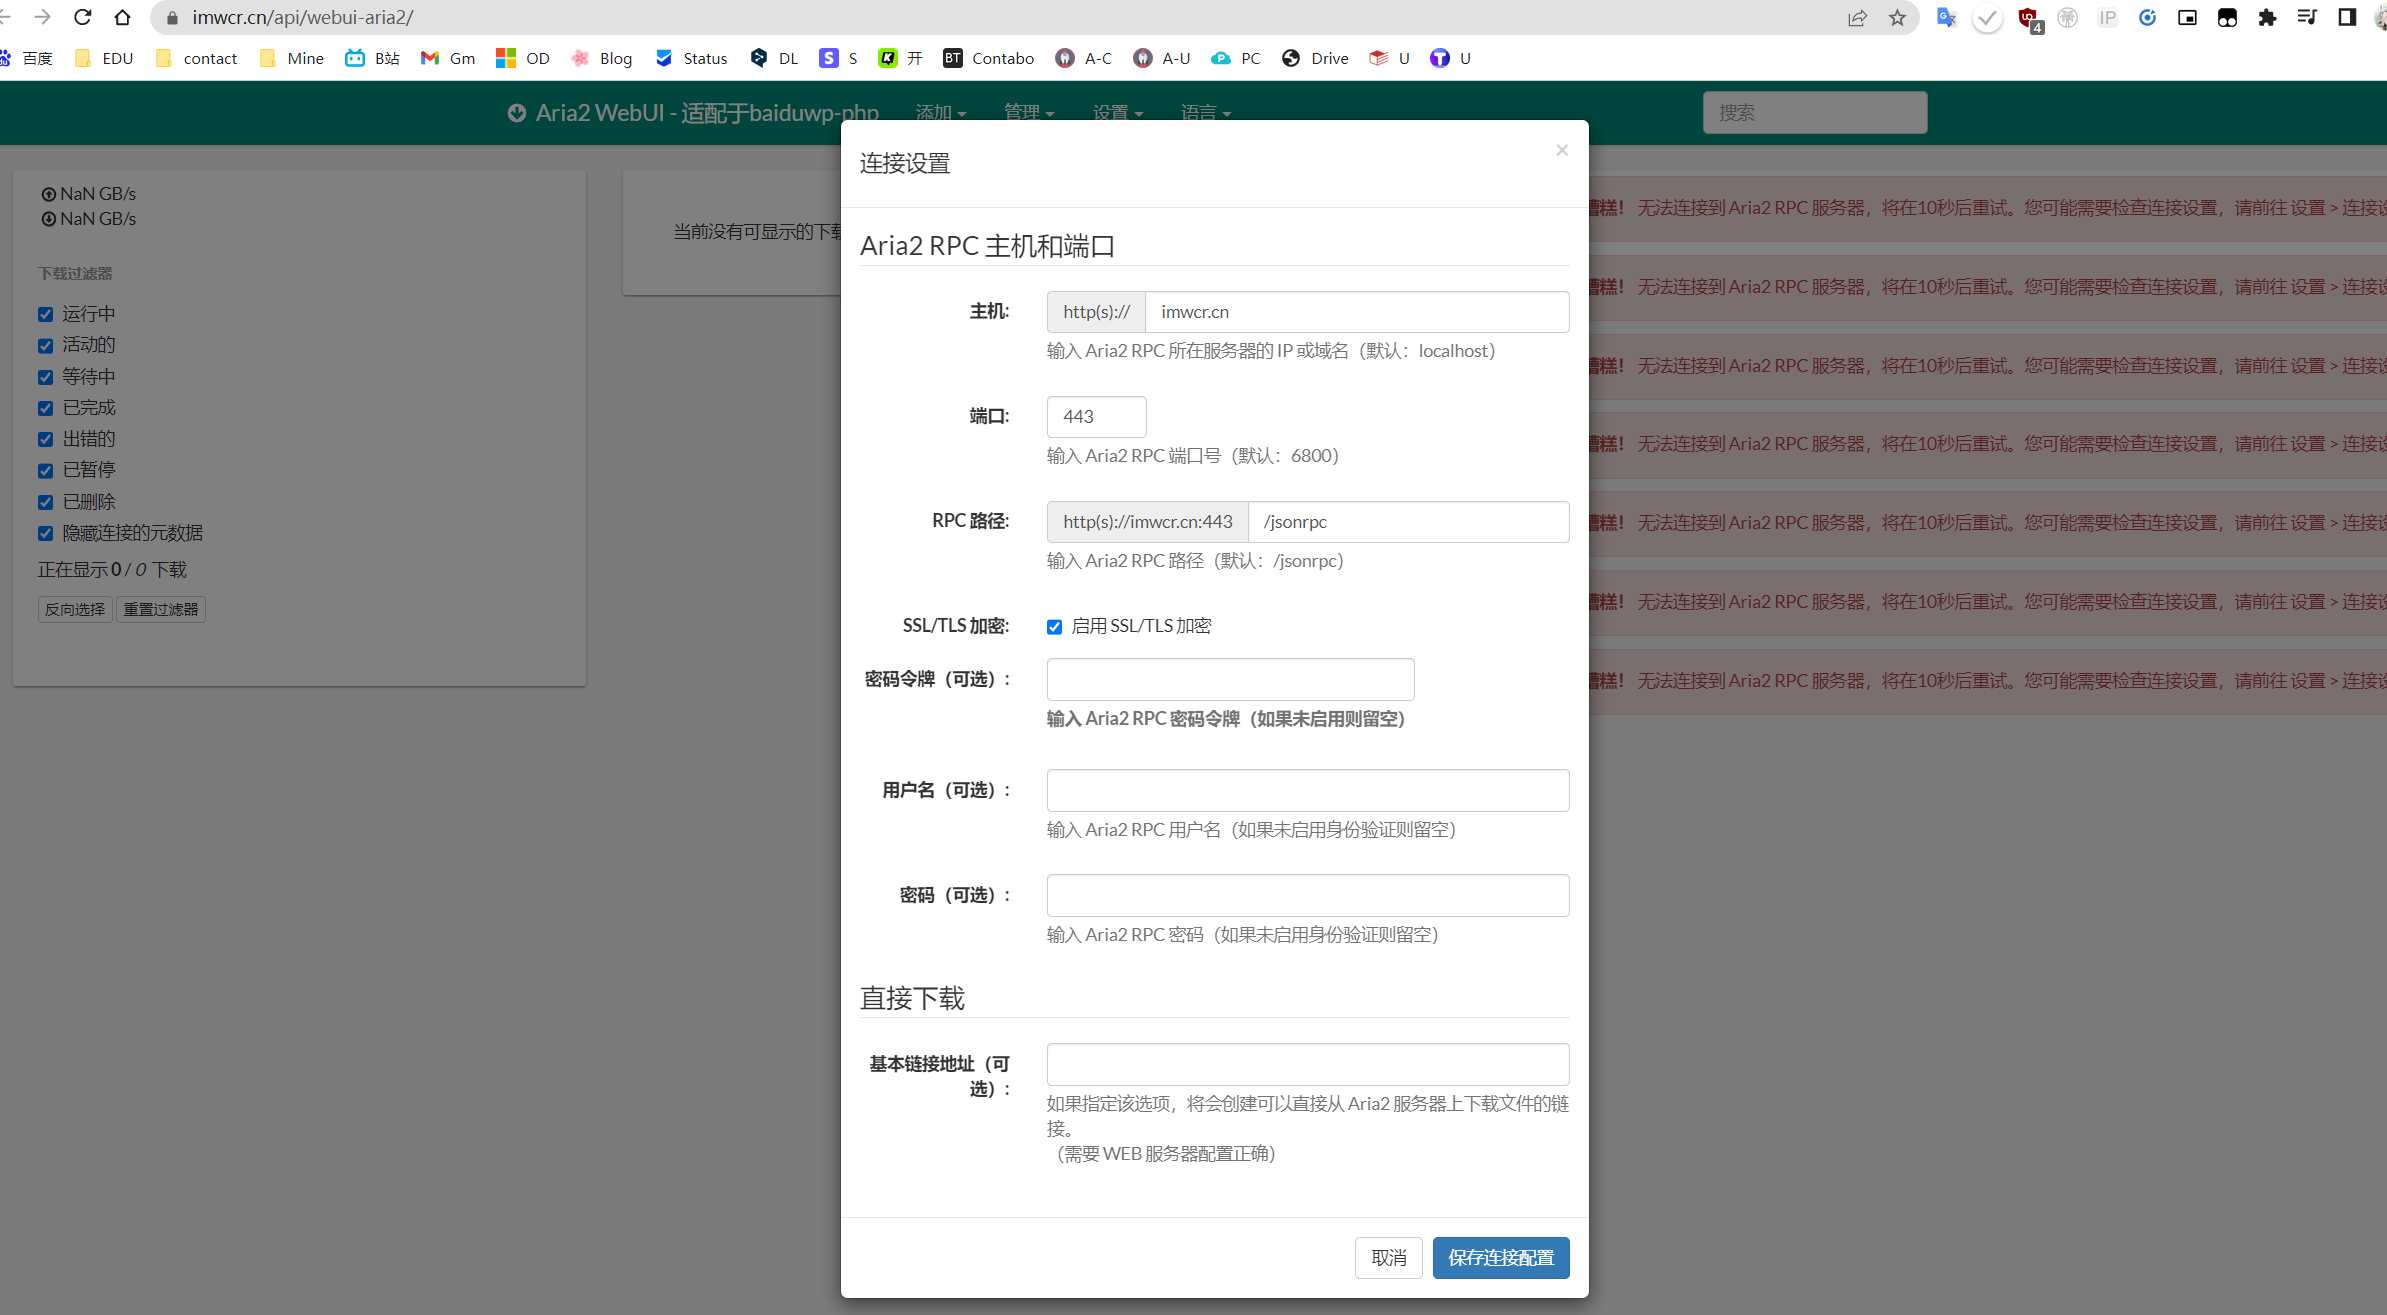 imwcr.cn/api/webui-aria2/
4
百度 EDU contact Mine B站 Gm OD Blog Status DL S S 开 BT Contabo A-C A-U PC Drive U U
Aria2 WebUI - 适配于baiduwp-php 添加 管理 设置 语言 搜索
NaN GB/s
NaN GB/s
下载过滤器
运行中
活动的
等待中
已完成
出错的
已暂停
已删除
隐藏连接的元数据
正在显示 0 / 0 下载
反向选择 重置过滤器
当前没有可显示的下载
连接设置 ×
Aria2 RPC 主机和端口
主机: http(s):// imwcr.cn
输入 Aria2 RPC 所在服务器的 IP 或域名（默认：localhost）
端口: 443
输入 Aria2 RPC 端口号（默认：6800）
RPC 路径: http(s)://imwcr.cn:443 /jsonrpc
输入 Aria2 RPC 路径（默认：/jsonrpc）
SSL/TLS 加密: 启用 SSL/TLS 加密
密码令牌（可选）:
输入 Aria2 RPC 密码令牌（如果未启用则留空）
用户名（可选）:
输入 Aria2 RPC 用户名（如果未启用身份验证则留空）
密码（可选）:
输入 Aria2 RPC 密码（如果未启用身份验证则留空）
直接下载
基本链接地址（可
选）:
如果指定该选项，将会创建可以直接从 Aria2 服务器上下载文件的链
接。
（需要 WEB 服务器配置正确）
取消 保存连接配置
糟糕！ 无法连接到 Aria2 RPC 服务器，将在10秒后重试。您可能需要检查连接设置，请前往 设置 > 连接设
糟糕！ 无法连接到 Aria2 RPC 服务器，将在10秒后重试。您可能需要检查连接设置，请前往 设置 > 连接设
糟糕！ 无法连接到 Aria2 RPC 服务器，将在10秒后重试。您可能需要检查连接设置，请前往 设置 > 连接设
糟糕！ 无法连接到 Aria2 RPC 服务器，将在10秒后重试。您可能需要检查连接设置，请前往 设置 > 连接设
糟糕！ 无法连接到 Aria2 RPC 服务器，将在10秒后重试。您可能需要检查连接设置，请前往 设置 > 连接设
糟糕！ 无法连接到 Aria2 RPC 服务器，将在10秒后重试。您可能需要检查连接设置，请前往 设置 > 连接设
糟糕！ 无法连接到 Aria2 RPC 服务器，将在10秒后重试。您可能需要检查连接设置，请前往 设置 > 连接设